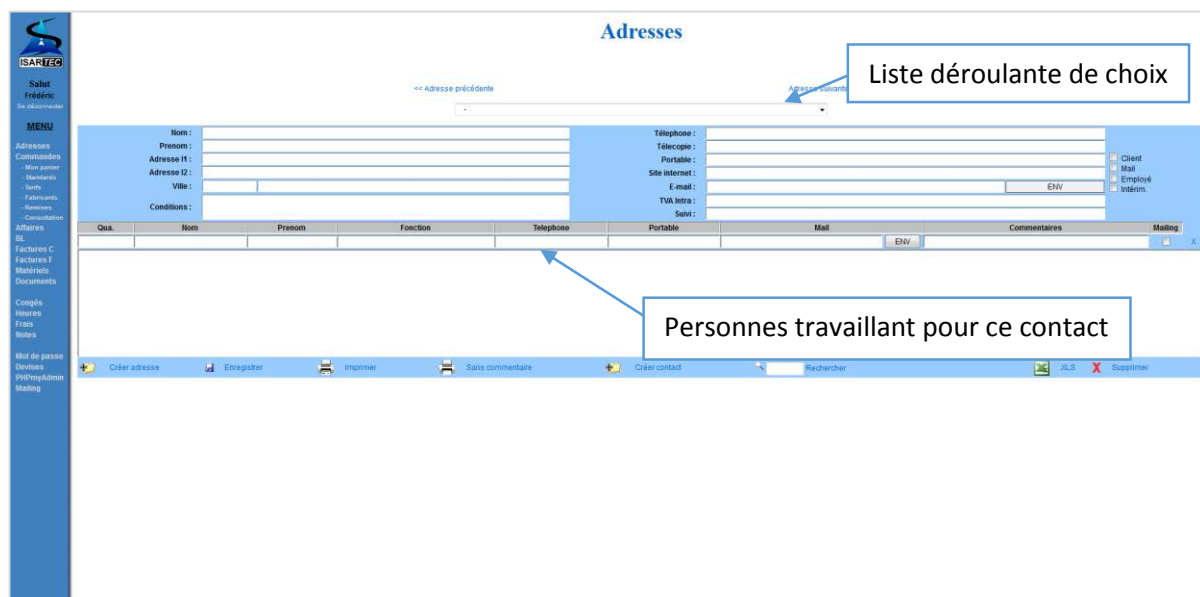 Adresses
ISARTEC
Liste déroulante de choix
Salut
Frédéric
Se déconnecter
<< Adresse précédente
Adresse suivante
-
MENU
Adresses
Commandes
- Mon panier
- Standards
- Tarifs
- Fabricants
- Remises
- Consultation
Affaires
BL
Factures C
Factures F
Matériels
Documents
Congés
Heures
Frais
Notes
Mot de passe
Devises
PHPmyAdmin
Mailing
Nom :
Prenom :
Adresse l1 :
Adresse l2 :
Ville :
Conditions :
Télephone :
Télecopie :
Portable :
Site internet :
E-mail : ENV
TVA Intra :
Suivi :
Client
Mail
Employé
Intérim.
Qua. Nom Prenom Fonction Telephone Portable Mail Commentaires Mailing
ENV X
Personnes travaillant pour ce contact
Créer adresse Enregistrer Imprimer Sans commentaire Créer contact Rechercher XLS X Supprimer